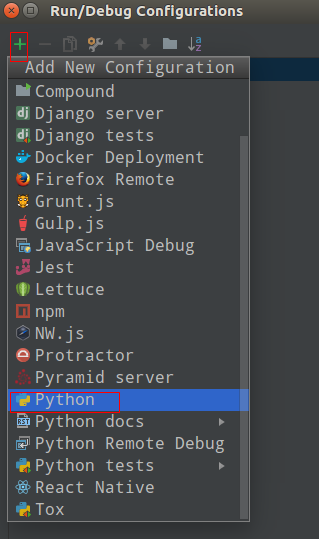 Run/Debug Configurations
Add New Configuration
Compound
Django server
Django tests
Docker Deployment
Firefox Remote
Grunt.js
Gulp.js
JavaScript Debug
Jest
Lettuce
npm
NW.js
Protractor
Pyramid server
Python
Python docs
Python Remote Debug
Python tests
React Native
Tox